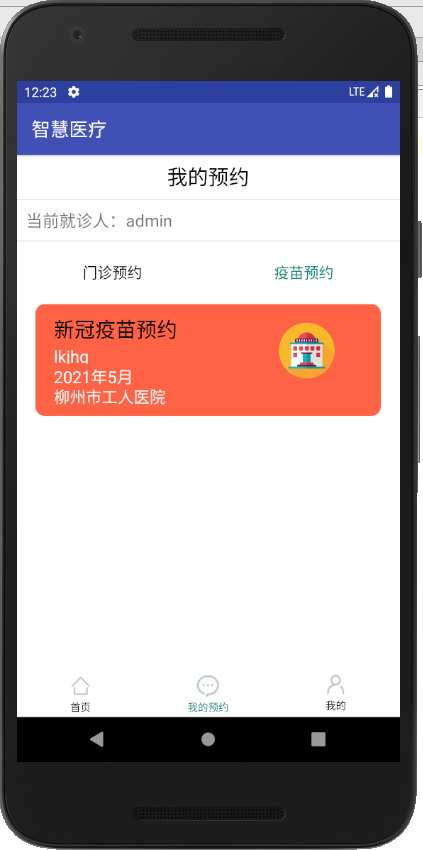 12:23
LTE
智慧医疗
我的预约
当前就诊人：admin
门诊预约
疫苗预约
新冠疫苗预约
lkjhg
2021年5月
柳州市工人医院
首页
我的预约
我的